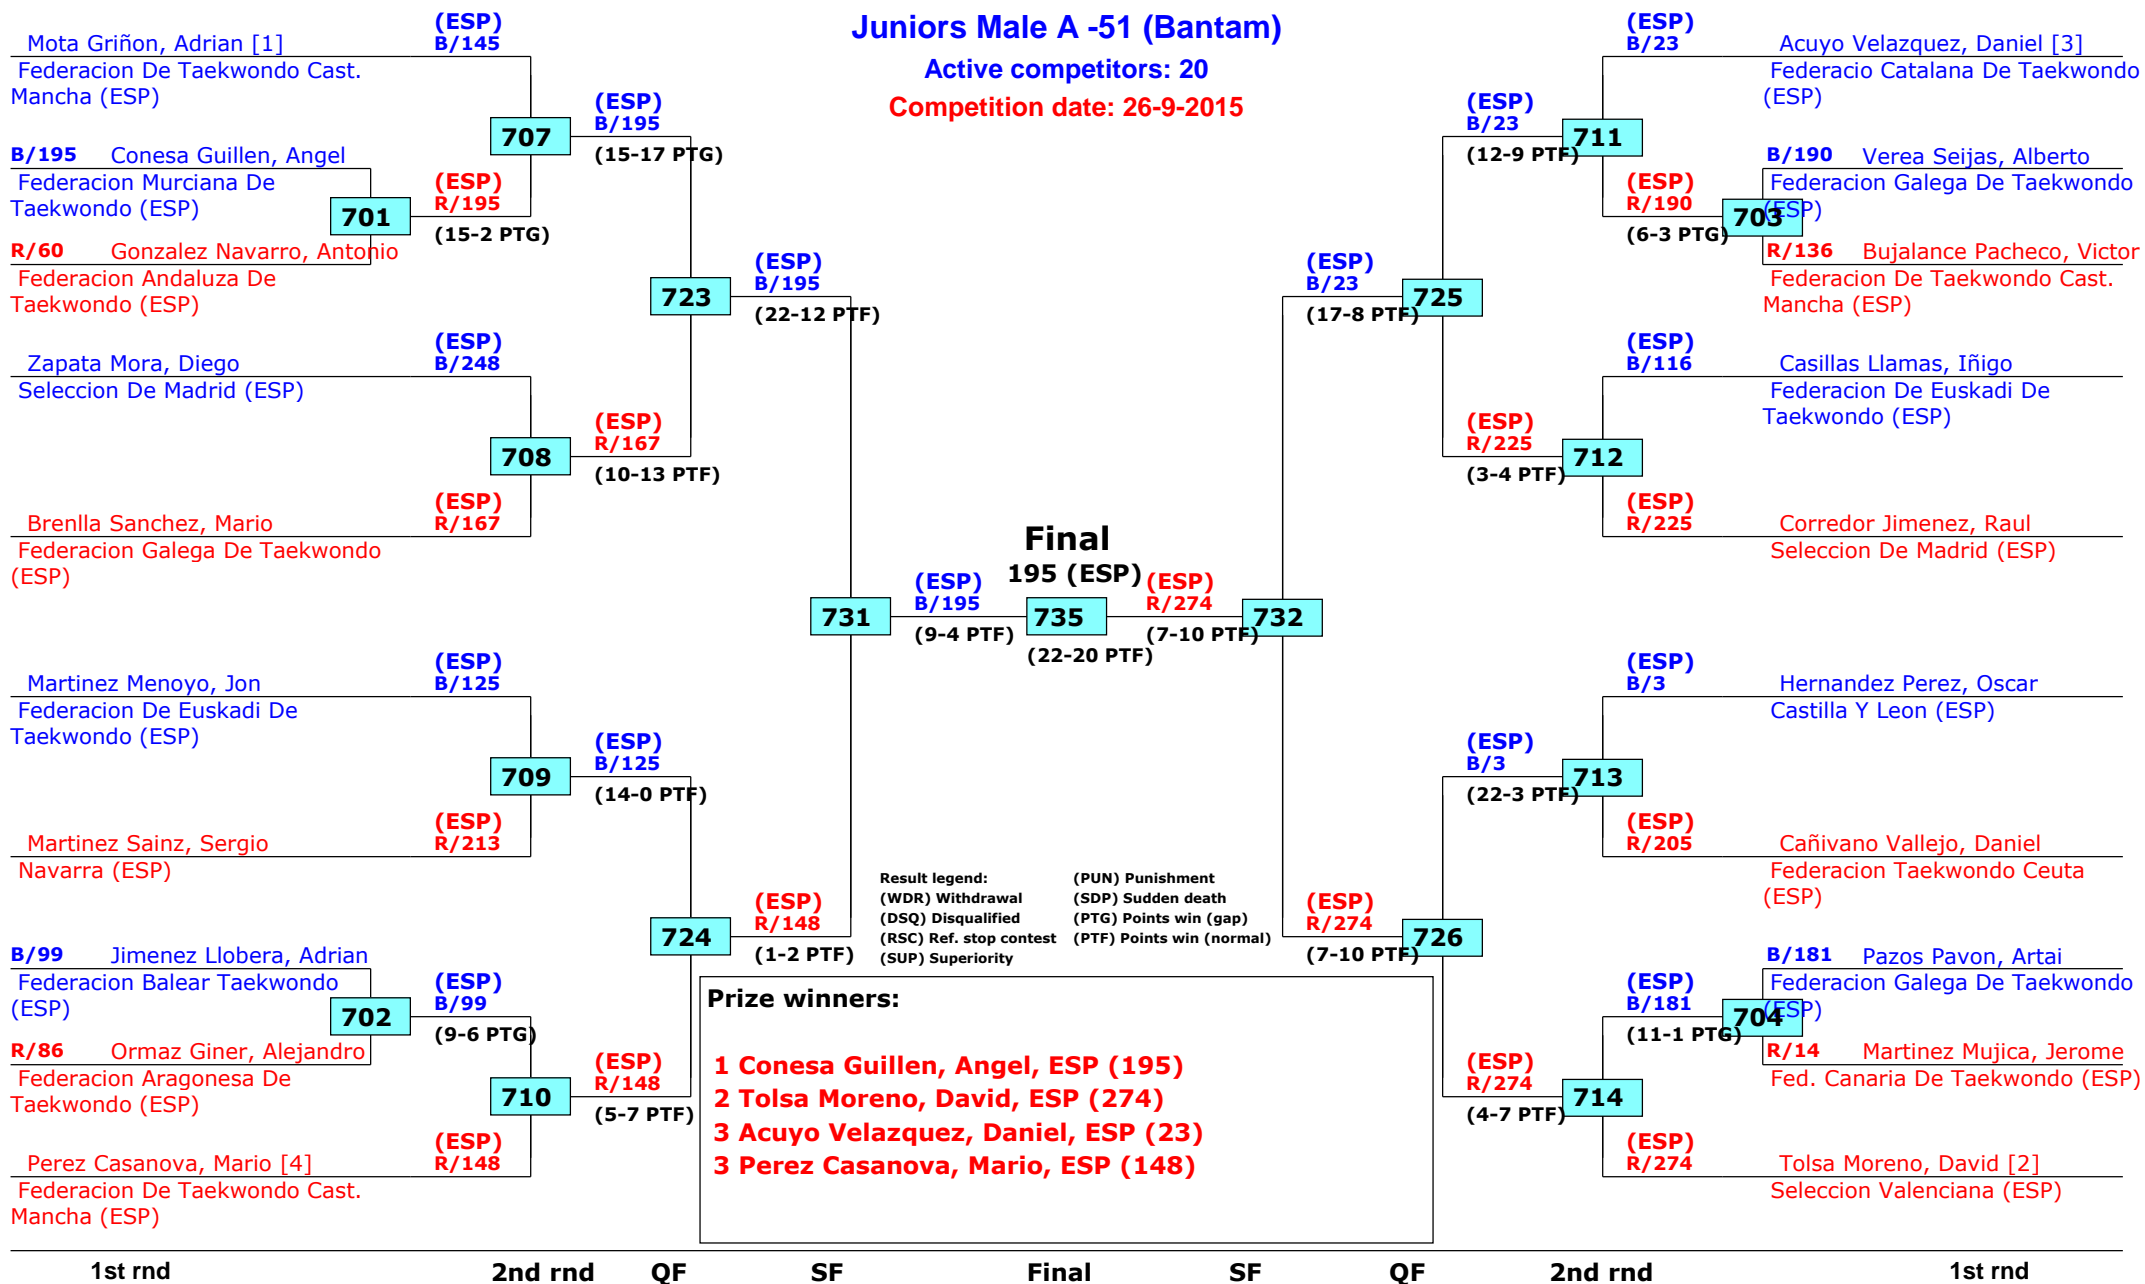 Juniors Male A -51 (Bantam)
Active competitors: 20
Competition date: 26-9-2015
Mota Griñon, Adrian [1]
Federacion De Taekwondo Cast.
Mancha (ESP)
(ESP)
B/145
B/195 Conesa Guillen, Angel
Federacion Murciana De
Taekwondo (ESP)
R/60 Gonzalez Navarro, Antonio
Federacion Andaluza De
Taekwondo (ESP)
701
(ESP)
R/195
(15-2 PTG)
707
(ESP)
B/195
(15-17 PTG)
Zapata Mora, Diego
Seleccion De Madrid (ESP)
(ESP)
B/248
Brenlla Sanchez, Mario
Federacion Galega De Taekwondo
(ESP)
(ESP)
R/167
708
(ESP)
R/167
(10-13 PTF)
723
(ESP)
B/195
(22-12 PTF)
Martinez Menoyo, Jon
Federacion De Euskadi De
Taekwondo (ESP)
(ESP)
B/125
Martinez Sainz, Sergio
Navarra (ESP)
(ESP)
R/213
709
(ESP)
B/125
(14-0 PTF)
B/99 Jimenez Llobera, Adrian
Federacion Balear Taekwondo
(ESP)
R/86 Ormaz Giner, Alejandro
Federacion Aragonesa De
Taekwondo (ESP)
702
(ESP)
B/99
(9-6 PTG)
Perez Casanova, Mario [4]
Federacion De Taekwondo Cast.
Mancha (ESP)
(ESP)
R/148
710
(ESP)
R/148
(5-7 PTF)
724
(ESP)
R/148
(1-2 PTF)
731
(ESP)
B/195
(9-4 PTF)
Final
195 (ESP)
735
(22-20 PTF)
(ESP)
R/274
(7-10 PTF)
732
(ESP)
B/23
(17-8 PTF)
725
(ESP)
B/23
(12-9 PTF)
711
(ESP)
B/23
Acuyo Velazquez, Daniel [3]
Federacio Catalana De Taekwondo
(ESP)
(ESP)
R/190
(6-3 PTG)
703
B/190 Verea Seijas, Alberto
Federacion Galega De Taekwondo
(ESP)
R/136 Bujalance Pacheco, Victor
Federacion De Taekwondo Cast.
Mancha (ESP)
(ESP)
R/225
(3-4 PTF)
712
(ESP)
B/116
Casillas Llamas, Iñigo
Federacion De Euskadi De
Taekwondo (ESP)
(ESP)
R/225
Corredor Jimenez, Raul
Seleccion De Madrid (ESP)
(ESP)
R/274
(7-10 PTF)
726
(ESP)
B/3
(22-3 PTF)
713
(ESP)
B/3
Hernandez Perez, Oscar
Castilla Y Leon (ESP)
(ESP)
R/205
Cañivano Vallejo, Daniel
Federacion Taekwondo Ceuta
(ESP)
(ESP)
R/274
(4-7 PTF)
714
(ESP)
B/181
(11-1 PTG)
704
B/181 Pazos Pavon, Artai
Federacion Galega De Taekwondo
(ESP)
R/14 Martinez Mujica, Jerome
Fed. Canaria De Taekwondo (ESP)
(ESP)
R/274
Tolsa Moreno, David [2]
Seleccion Valenciana (ESP)
Result legend:
(WDR) Withdrawal
(DSQ) Disqualified
(RSC) Ref. stop contest
(SUP) Superiority
(PUN) Punishment
(SDP) Sudden death
(PTG) Points win (gap)
(PTF) Points win (normal)
Prize winners:
1 Conesa Guillen, Angel, ESP (195)
2 Tolsa Moreno, David, ESP (274)
3 Acuyo Velazquez, Daniel, ESP (23)
3 Perez Casanova, Mario, ESP (148)
1st rnd 2nd rnd QF SF Final SF QF 2nd rnd 1st rnd